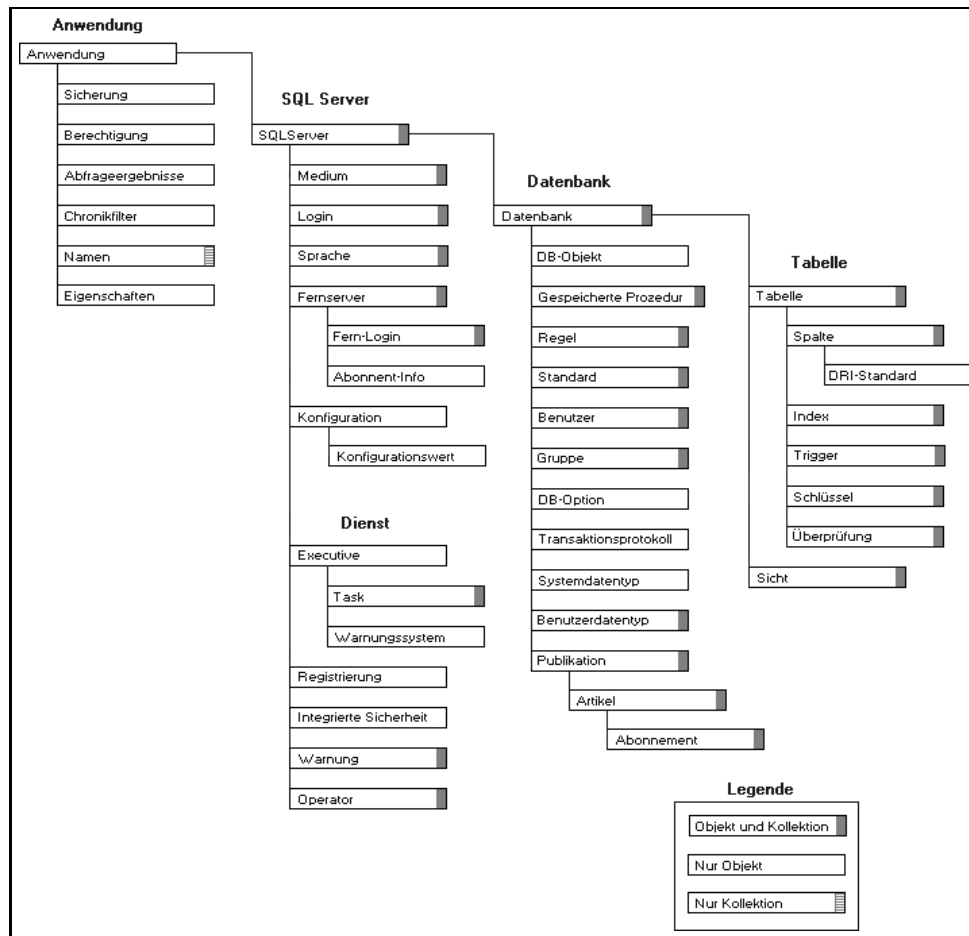 Anwendung
Anwendung
Sicherung
Berechtigung
Abfrageergebnisse
Chronikfilter
Namen
Eigenschaften
SQL Server
SQLServer
Medium
Login
Sprache
Fernserver
Fern-Login
Abonnent-Info
Konfiguration
Konfigurationswert
Dienst
Executive
Task
Warnungssystem
Registrierung
Integrierte Sicherheit
Warnung
Operator
Datenbank
Datenbank
DB-Objekt
Gespeicherte Prozedur
Regel
Standard
Benutzer
Gruppe
DB-Option
Transaktionsprotokoll
Systemdatentyp
Benutzerdatentyp
Publikation
Artikel
Abonnement
Tabelle
Tabelle
Spalte
DRI-Standard
Index
Trigger
Schlüssel
Überprüfung
Sicht
Legende
Objekt und Kollektion
Nur Objekt
Nur Kollektion